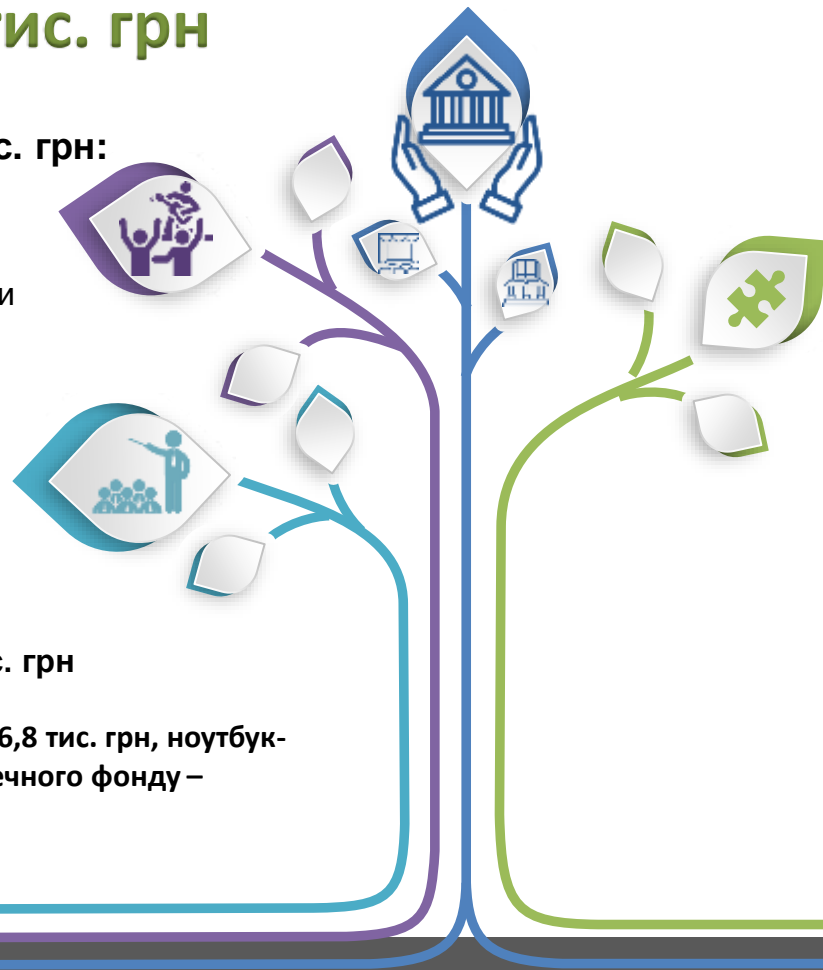 тис. грн
с. грн:
и
с. грн
6,8 тис. грн, ноутбук-
ечного фонду –